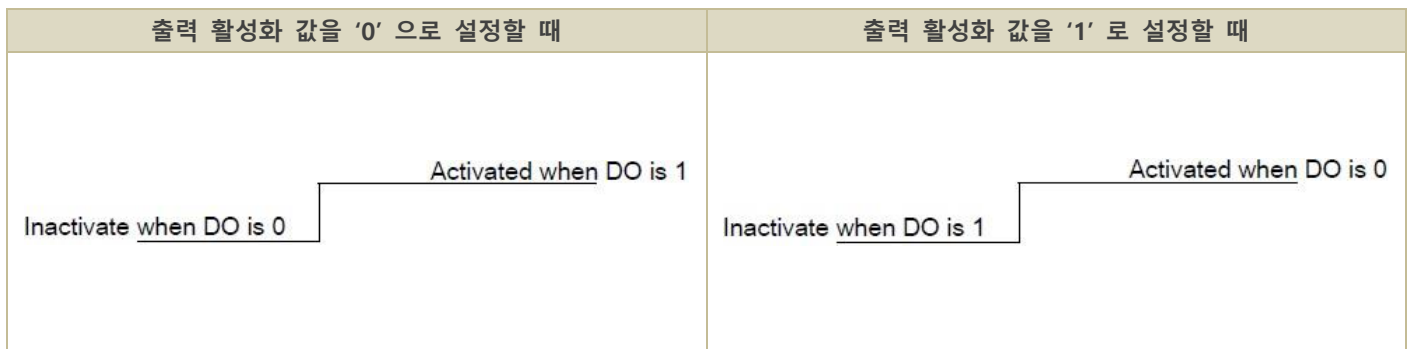 출력 활성화 값을 ‘0’ 으로 설정할 때
출력 활성화 값을 ‘1’ 로 설정할 때
Activated when DO is 1
Inactivate when DO is 0
Activated when DO is 0
Inactivate when DO is 1